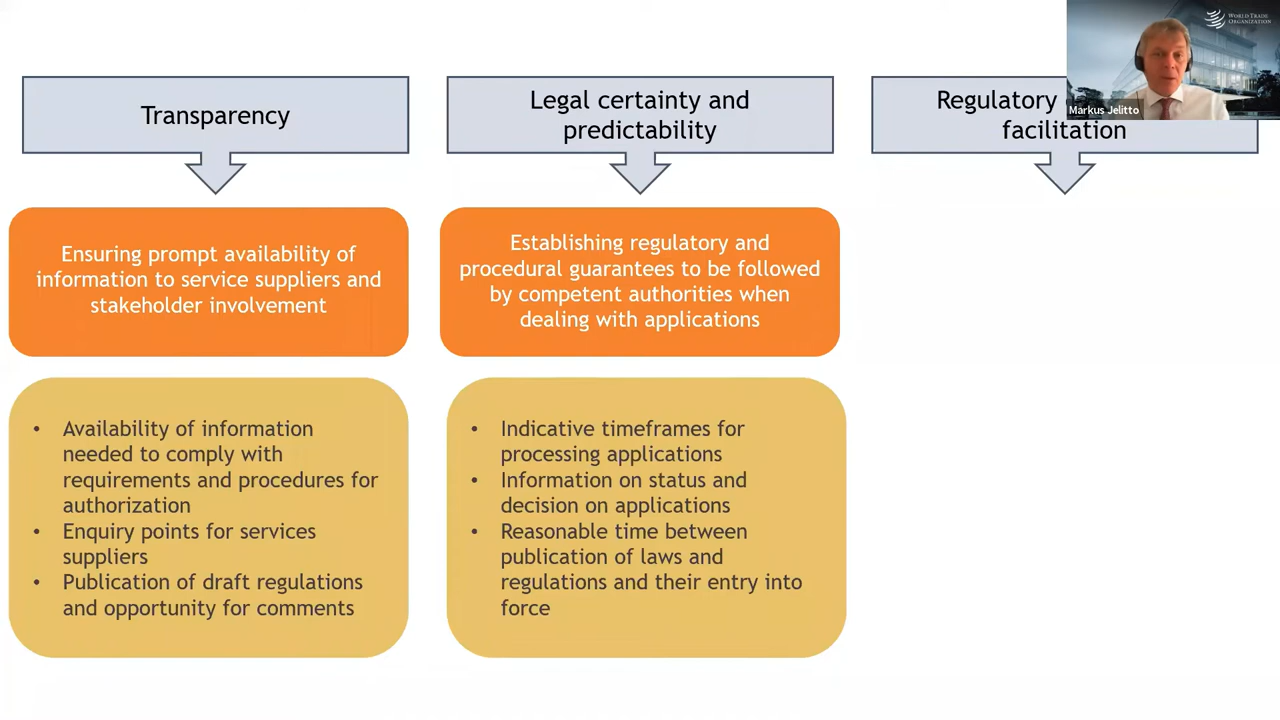 WORLD TRADE
ORGANIZATION
Markus Jelitto
Transparency
Legal certainty and
predictability
Regulatory
facilitation
Ensuring prompt availability of
information to service suppliers and
stakeholder involvement
Establishing regulatory and
procedural guarantees to be followed
by competent authorities when
dealing with applications
• Availability of information
needed to comply with
requirements and procedures for
authorization
• Enquiry points for services
suppliers
• Publication of draft regulations
and opportunity for comments
• Indicative timeframes for
processing applications
• Information on status and
decision on applications
• Reasonable time between
publication of laws and
regulations and their entry into
force